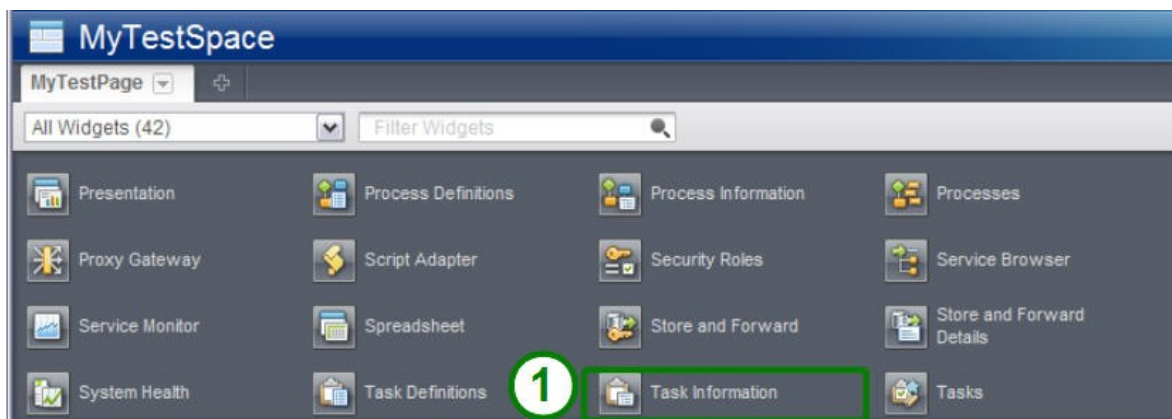 MyTestSpace
MyTestPage
All Widgets (42)
Filter Widgets
Presentation
Process Definitions
Process Information
Processes
Proxy Gateway
Script Adapter
Security Roles
Service Browser
Service Monitor
Spreadsheet
Store and Forward
Store and Forward
Details
System Health
Task Definitions
1
Task Information
Tasks